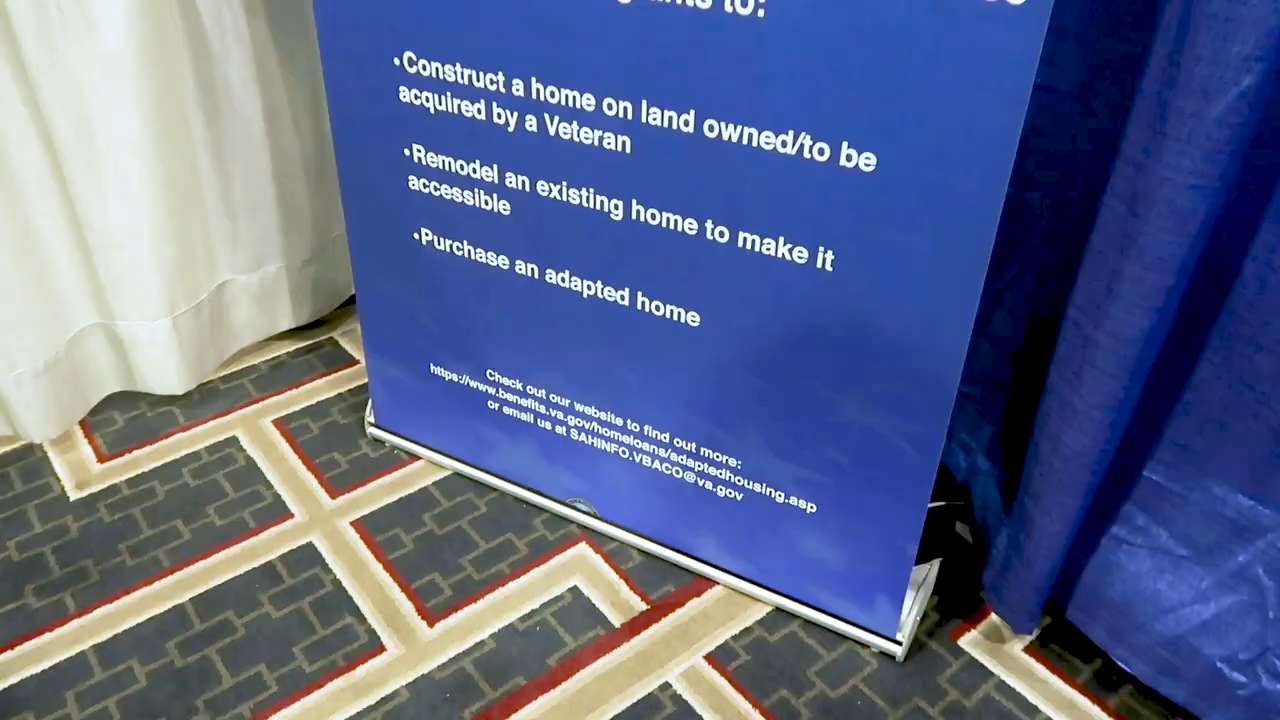 to:
•Construct a home on land owned/to be
acquired by a Veteran
•Remodel an existing home to make it
accessible
•Purchase an adapted home
Check out our website to find out more:
https://www.benefits.va.gov/homeloans/adaptedhousing.asp
or email us at SAHINFO.VBACO@va.gov